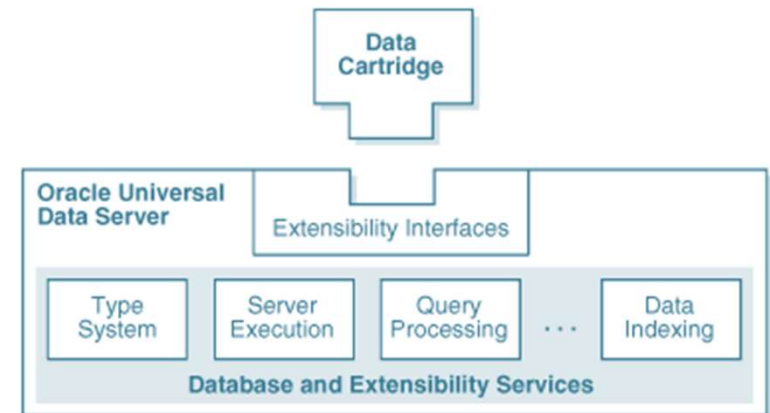 Data
Cartridge
Oracle Universal
Data Server
Extensibility Interfaces
Type
System
Server
Execution
Query
Processing
...
Data
Indexing
Database and Extensibility Services